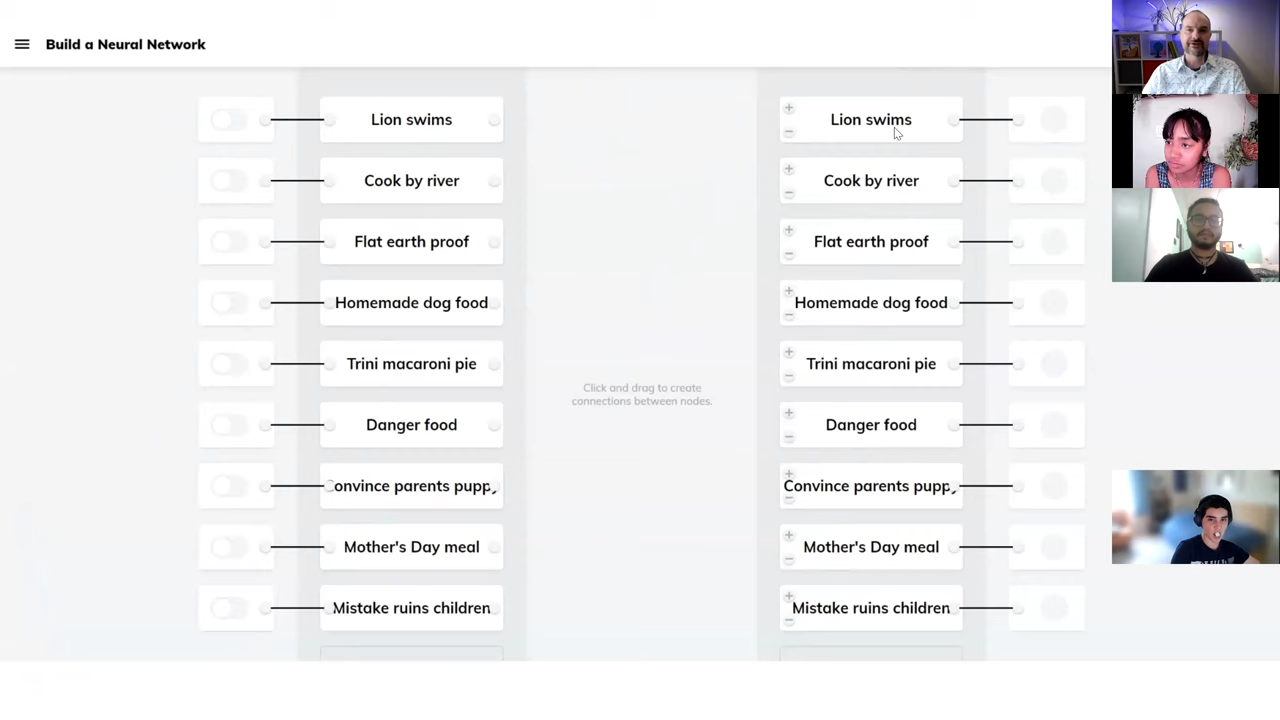 Build a Neural Network
Lion swims
Lion swims
Cook by river
Cook by river
Flat earth proof
Flat earth proof
Homemade dog food
Homemade dog food
Trini macaroni pie
Trini macaroni pie
Click and drag to create
connections between nodes.
Danger food
Danger food
Convince parents puppy
Convince parents puppy
Mother's Day meal
Mother's Day meal
Mistake ruins children
Mistake ruins children